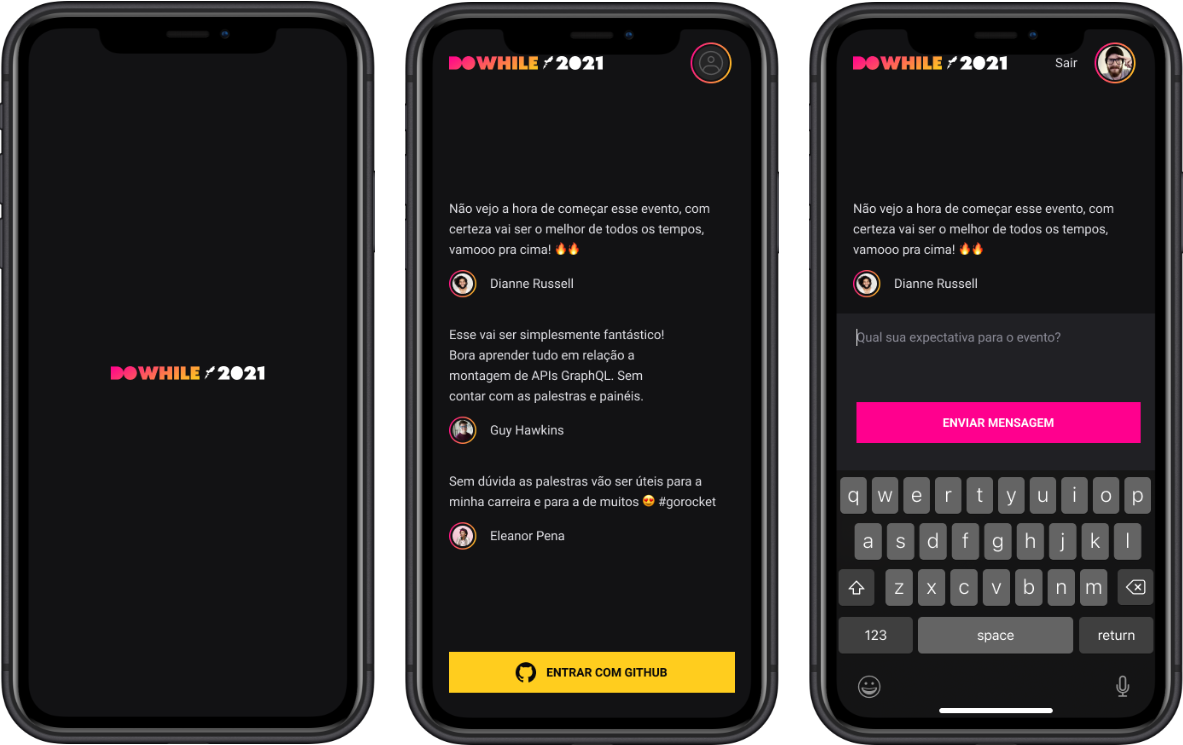 DOWHILE 2021
DOWHILE 2021
Não vejo a hora de começar esse evento, com
certeza vai ser o melhor de todos os tempos,
vamooo pra cima! 🔥🔥
Dianne Russell
Esse vai ser simplesmente fantástico!
Bora aprender tudo em relação a
montagem de APIs GraphQL. Sem
contar com as palestras e painéis.
Guy Hawkins
Sem dúvida as palestras vão ser úteis para a
minha carreira e para a de muitos 😍 #gorocket
Eleanor Pena
ENTRAR COM GITHUB
DOWHILE 2021
Sair
Não vejo a hora de começar esse evento, com
certeza vai ser o melhor de todos os tempos,
vamooo pra cima! 🔥🔥
Dianne Russell
Qual sua expectativa para o evento?
ENVIAR MENSAGEM
q w e r t y u i o p
a s d f g h j k l
z x c v b n m
123 space return